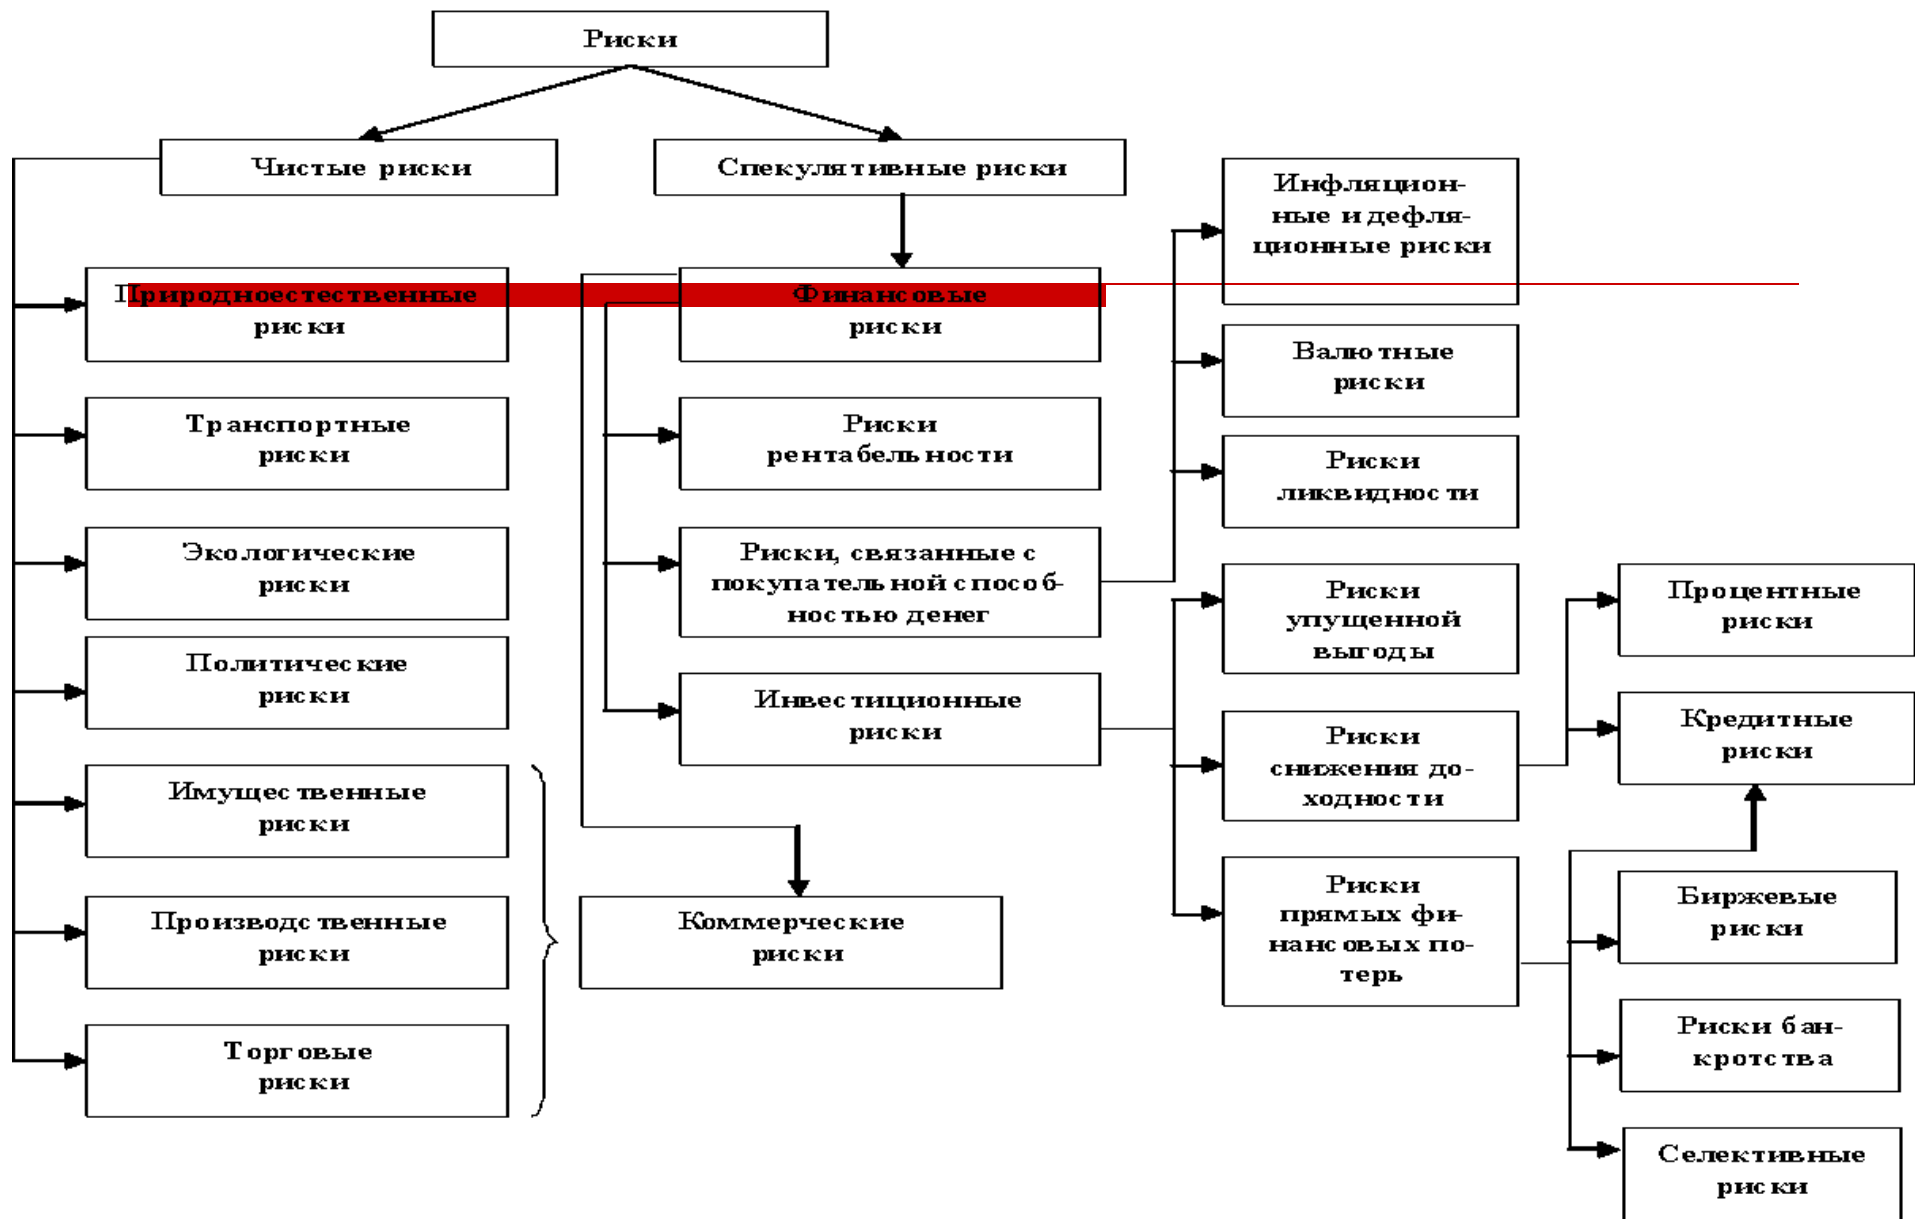 Риски
Чистые риски
Спекулятивные риски
Природноестественные
риски
Транспортные
риски
Экологические
риски
Политические
риски
Имущественные
риски
Производственные
риски
Торговые
риски
Финансовые
риски
Риски
рентабельности
Риски, связанные с
покупательной способ-
ностью денег
Инвестиционные
риски
Коммерческие
риски
Инфляцион-
ные и дефля-
ционные риски
Валютные
риски
Риски
ликвидности
Риски
упущенной
выгоды
Риски
снижения до-
ходности
Риски
прямых фи-
нансовых по-
терь
Процентные
риски
Кредитные
риски
Биржевые
риски
Риски бан-
кротства
Селективные
риски